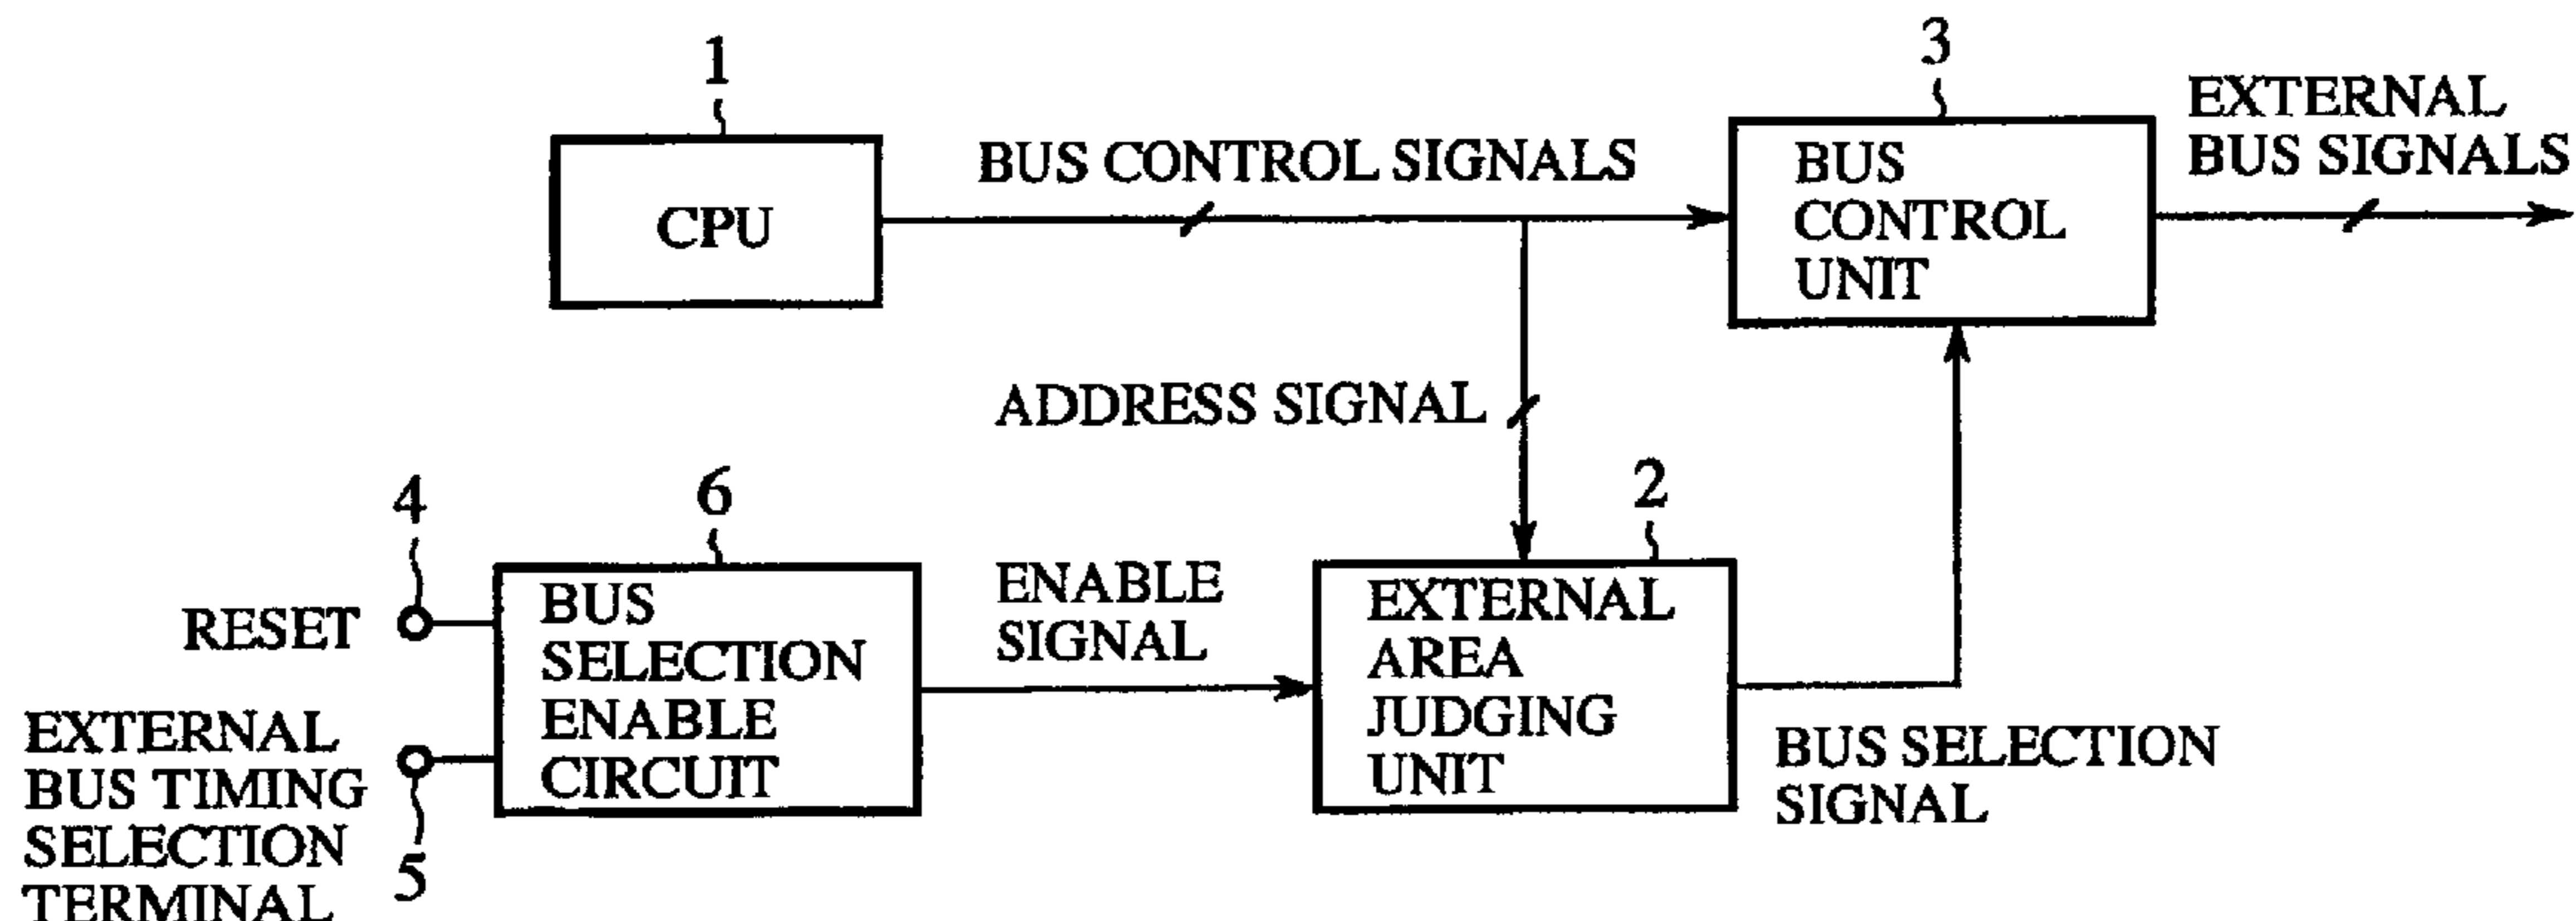 1
3
EXTERNAL
BUS SIGNALS
BUS CONTROL SIGNALS
CPU
BUS
CONTROL
UNIT
ADDRESS SIGNAL
4
6
2
RESET
BUS
SELECTION
ENABLE
CIRCUIT
ENABLE
SIGNAL
EXTERNAL
AREA
JUDGING
UNIT
EXTERNAL
BUS TIMING
SELECTION
TERMINAL
5
BUS SELECTION
SIGNAL